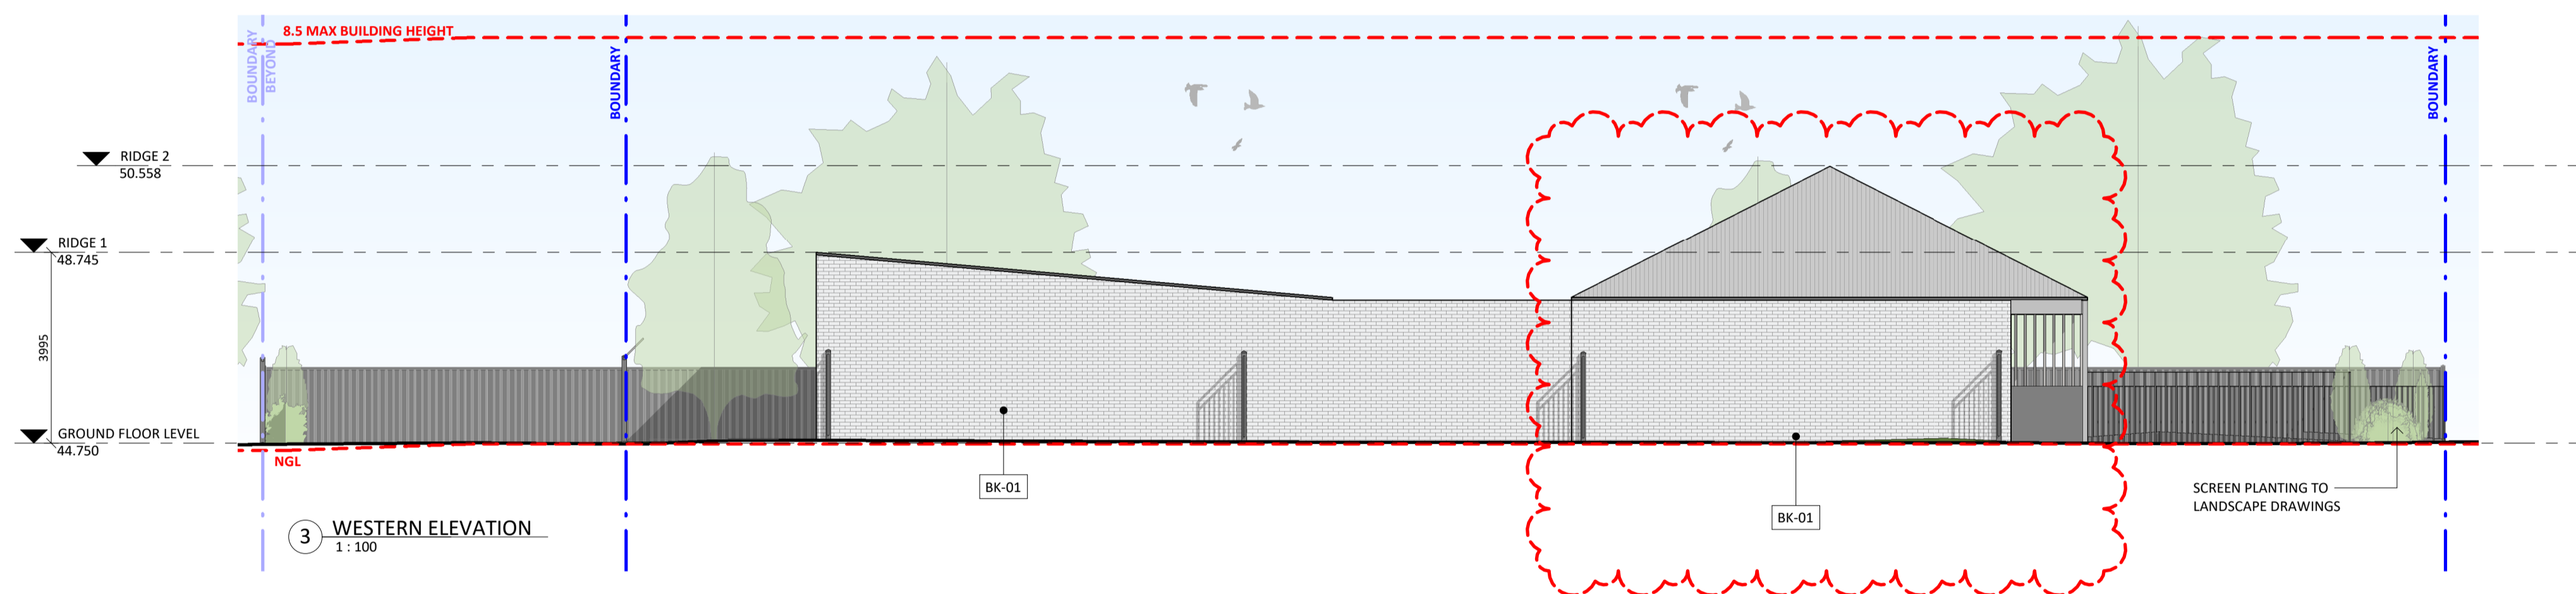 8.5 MAX BUILDING HEIGHT
BOUNDARY
BEYOND
BOUNDARY
BOUNDARY
RIDGE 2
50.558
RIDGE 1
48.745
3995
GROUND FLOOR LEVEL
44.750
NGL
BK-01
BK-01
SCREEN PLANTING TO
LANDSCAPE DRAWINGS
3 WESTERN ELEVATION
1 : 100